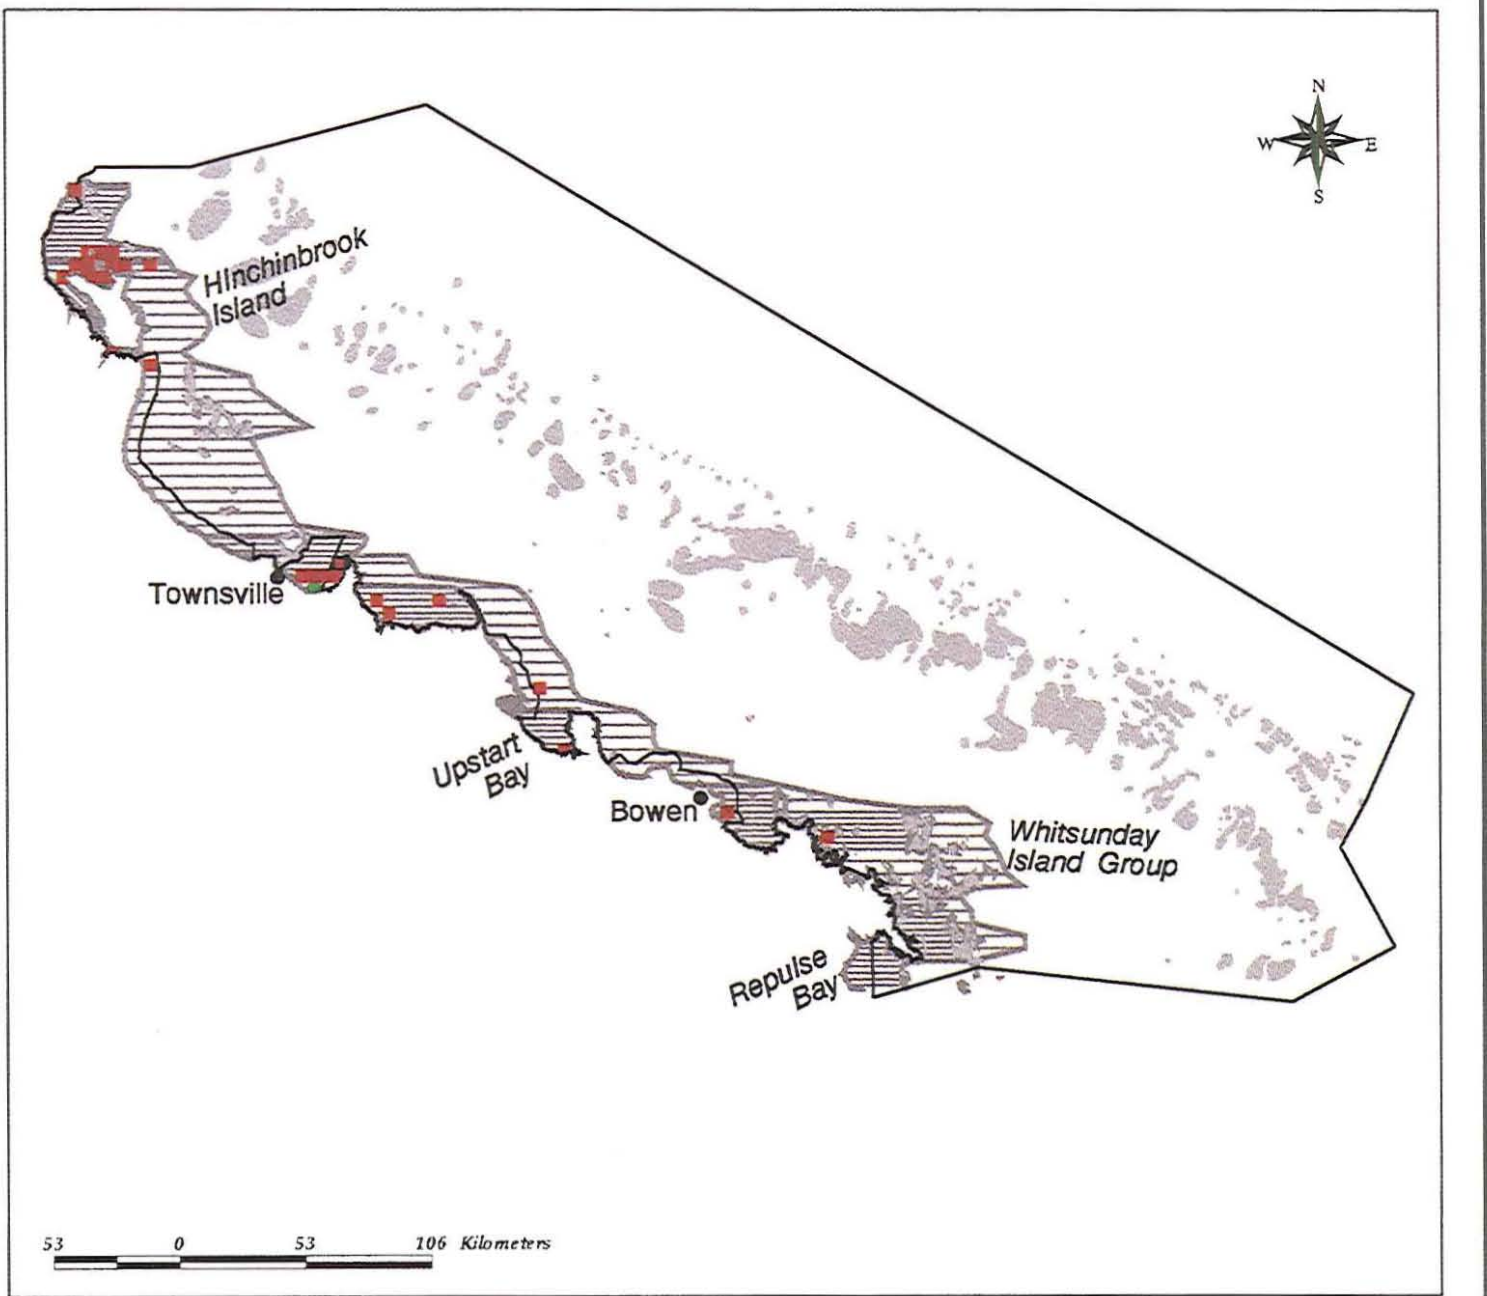 N
W E
S
HInchinbrook
Island
Townsville
Upstart
Bay
Bowen
Whitsunday
Island Group
Repulse
Bay
53 0 53 106 Kilometers